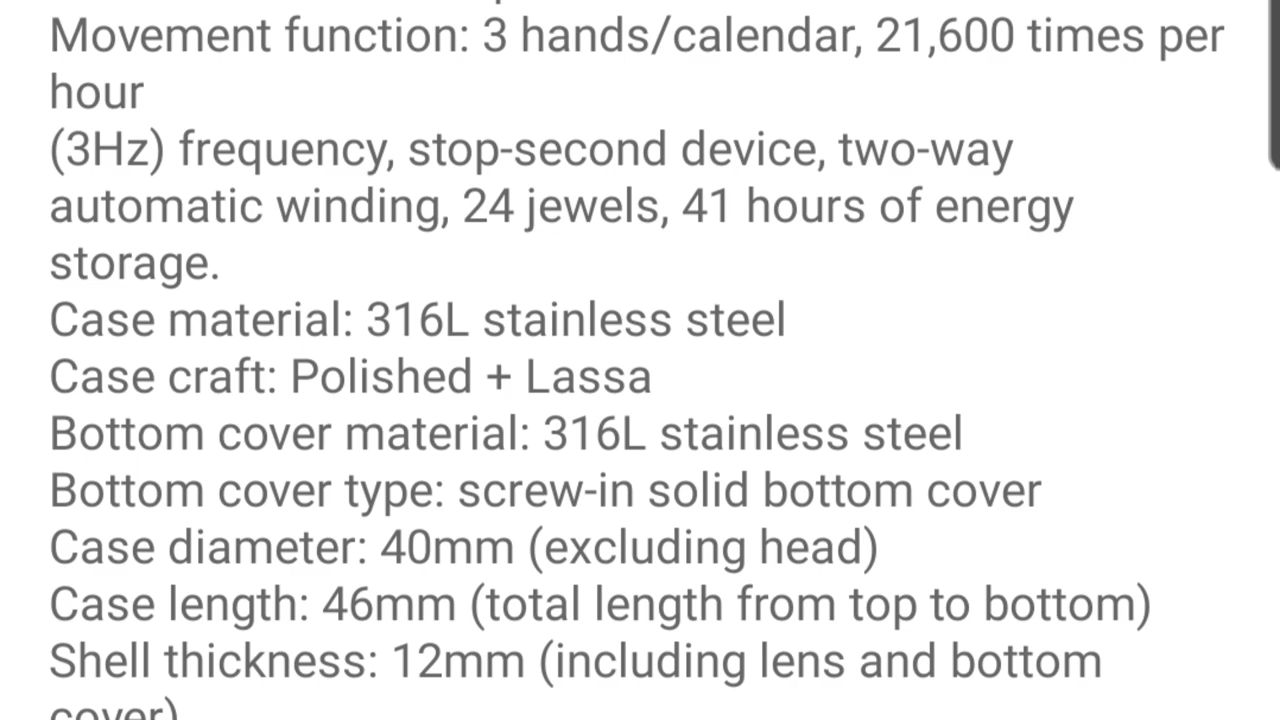 Movement function: 3 hands/calendar, 21,600 times per
hour
(3Hz) frequency, stop-second device, two-way
automatic winding, 24 jewels, 41 hours of energy
storage.
Case material: 316L stainless steel
Case craft: Polished + Lassa
Bottom cover material: 316L stainless steel
Bottom cover type: screw-in solid bottom cover
Case diameter: 40mm (excluding head)
Case length: 46mm (total length from top to bottom)
Shell thickness: 12mm (including lens and bottom
cover)